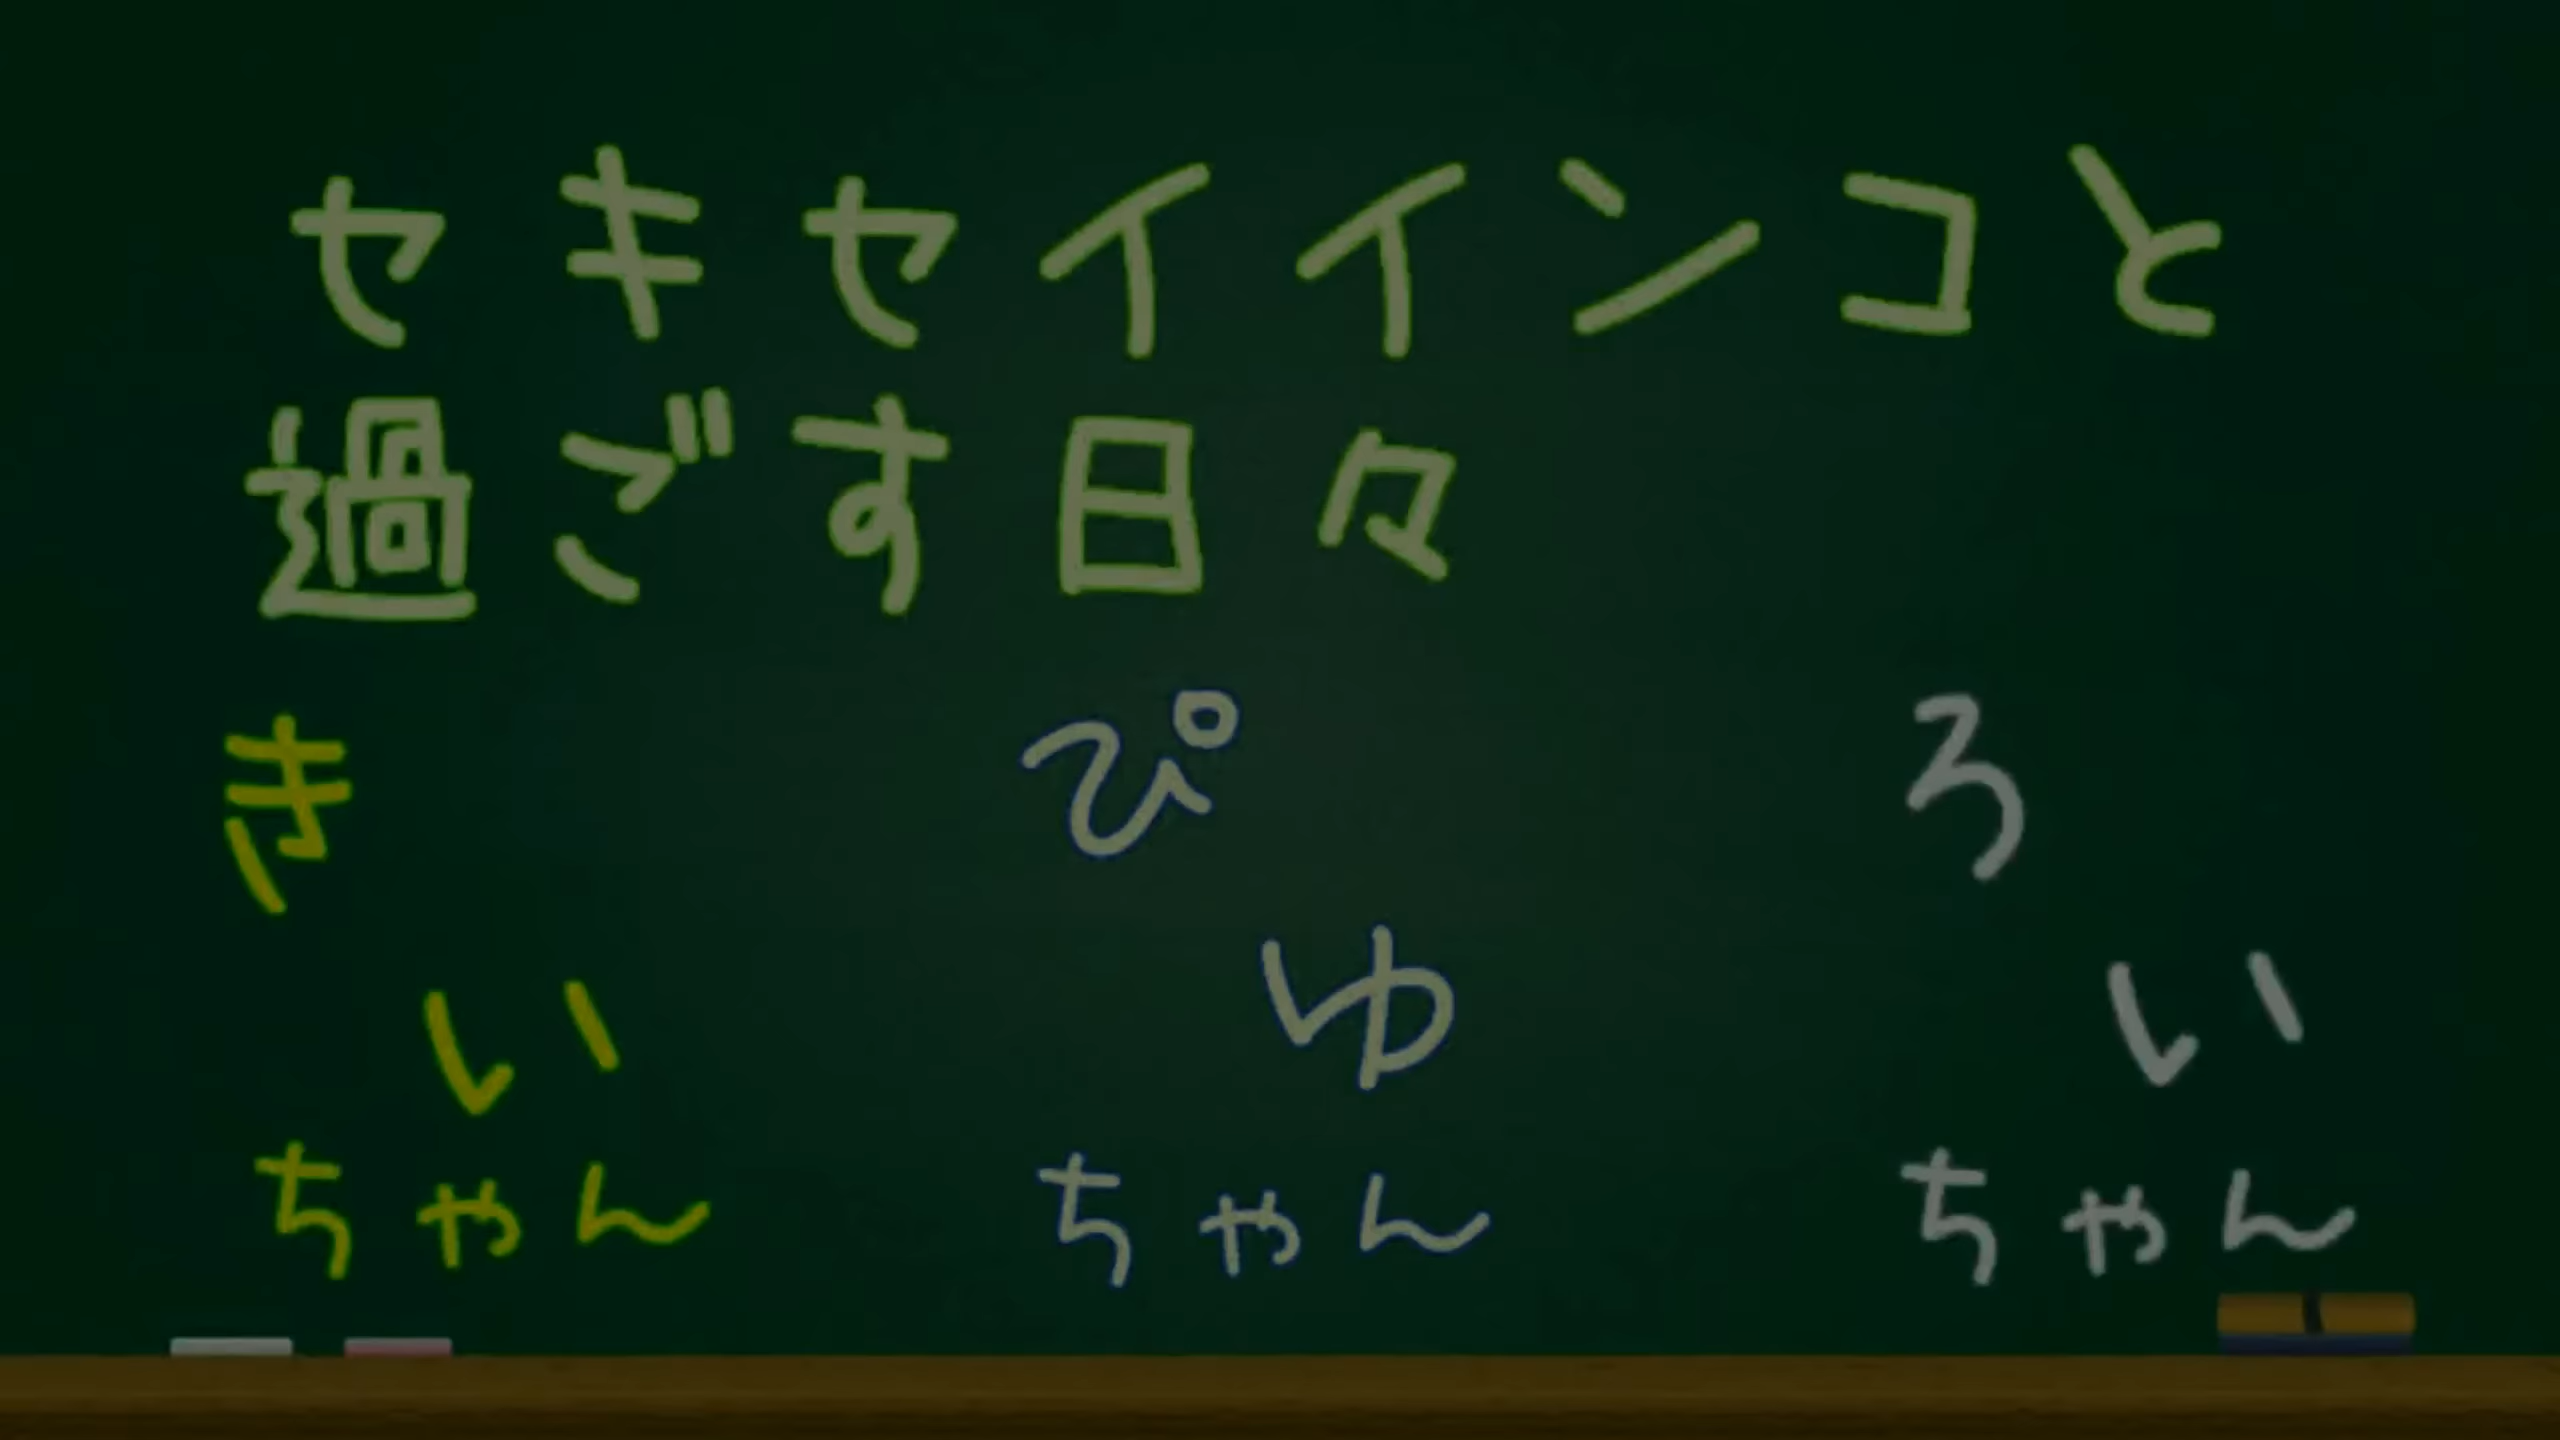 セキセイインコと
過ごす日々
きい
ちゃん
ぴゆ
ちゃん
ろい
ちゃん